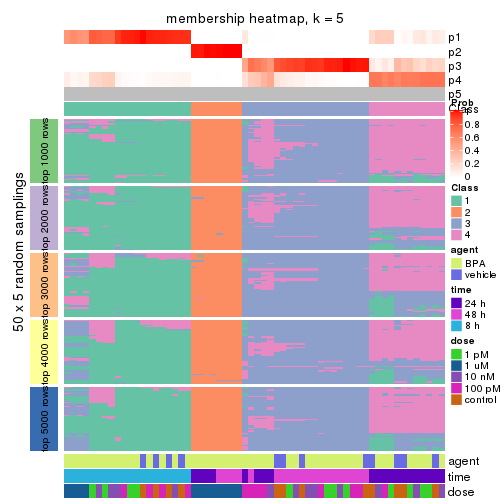 membership heatmap, k = 5
p1
p2
p3
p4
p5
Class
Prob
1
0.8
0.6
0.4
0.2
0
Class
1
2
3
4
agent
BPA
vehicle
time
24 h
48 h
8 h
dose
1 pM
1 uM
10 nM
100 pM
control
50 x 5 random samplings
top 1000 rows
top 2000 rows
top 3000 rows
top 4000 rows
top 5000 rows
agent
time
dose